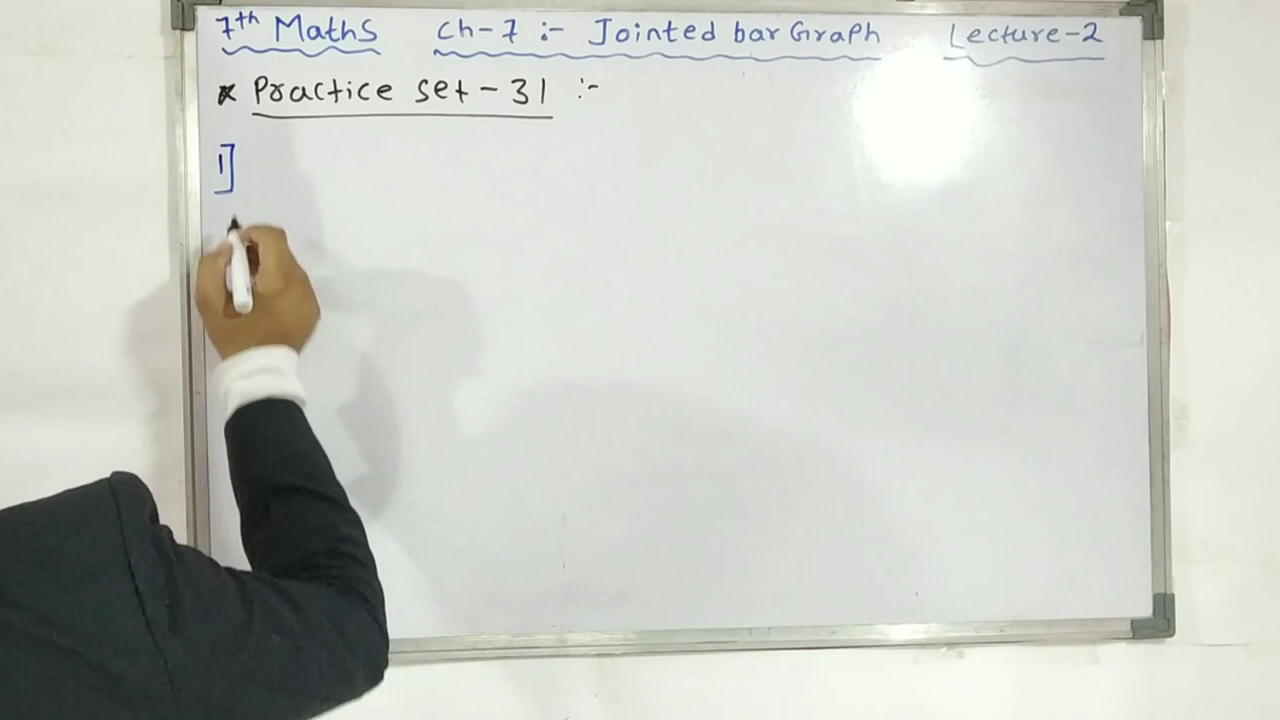 7th Maths Ch-7 :- Jointed bar Graph Lecture-2
* Practice set - 31 :-
1]